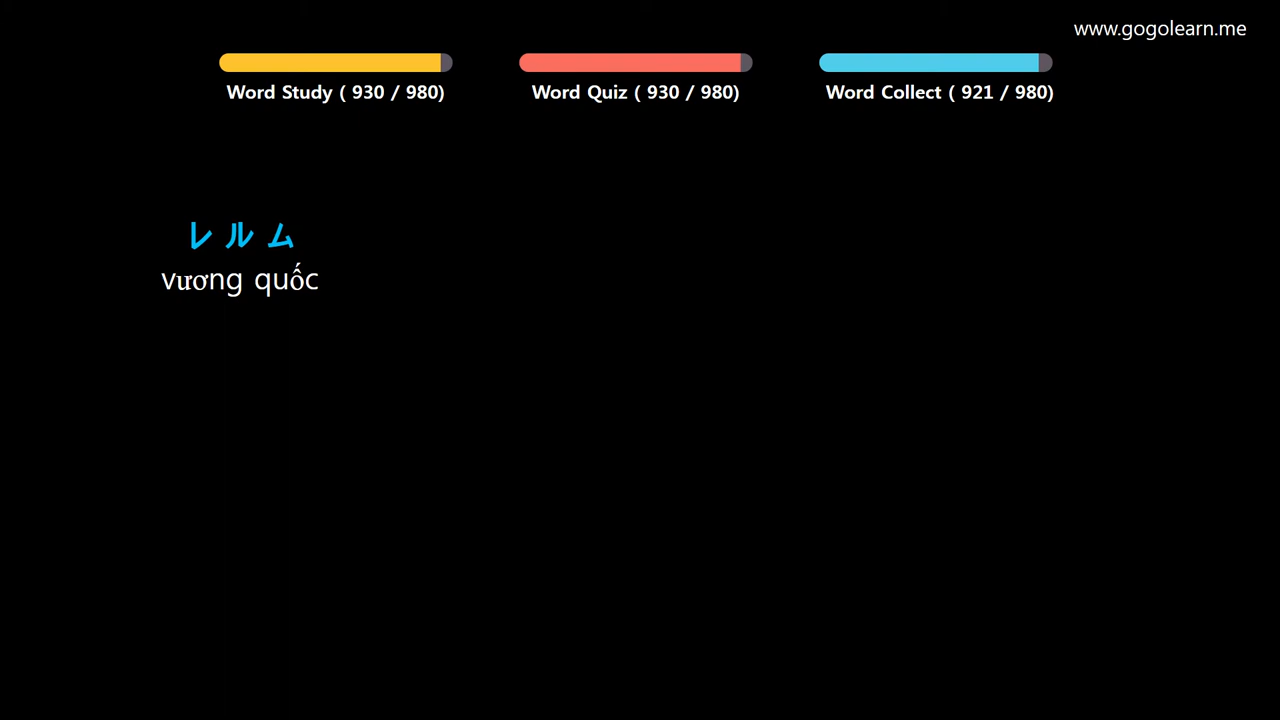 www.gogolearn.me
Word Study ( 930 / 980)
Word Quiz ( 930 / 980)
Word Collect ( 921 / 980)
レルム
vương quốc